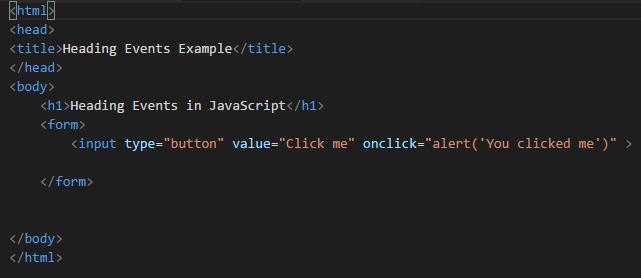 <html>
<head>
<title>Heading Events Example</title>
</head>
<body>
    <h1>Heading Events in JavaScript</h1>
    <form>
        <input type="button" value="Click me" onclick="alert('You clicked me')" >
    </form>
</body>
</html>